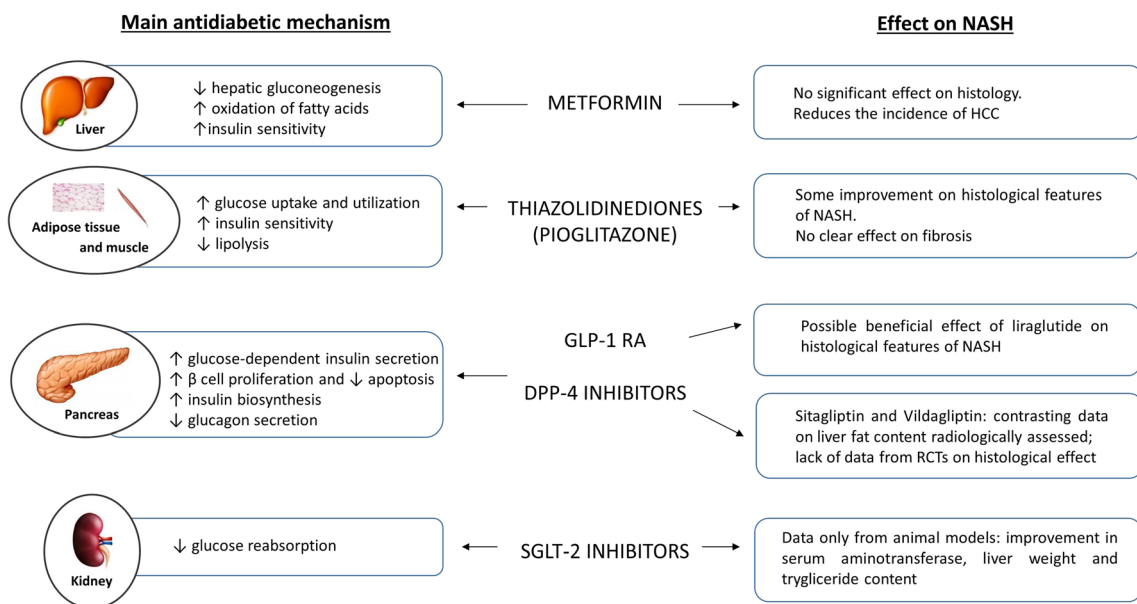 Main antidiabetic mechanism
Effect on NASH
Liver
↓ hepatic gluconeogenesis
↑ oxidation of fatty acids
↑insulin sensitivity
METFORMIN
No significant effect on histology.
Reduces the incidence of HCC
Adipose tissue
and muscle
↑ glucose uptake and utilization
↑ insulin sensitivity
↓ lipolysis
THIAZOLIDINEDIONES
(PIOGLITAZONE)
Some improvement on histological features
of NASH.
No clear effect on fibrosis
Pancreas
↑ glucose-dependent insulin secretion
↑ β cell proliferation and ↓ apoptosis
↑ insulin biosynthesis
↓ glucagon secretion
GLP-1 RA
DPP-4 INHIBITORS
Possible beneficial effect of liraglutide on
histological features of NASH
Sitagliptin and Vildagliptin: contrasting data
on liver fat content radiologically assessed;
lack of data from RCTs on histological effect
Kidney
↓ glucose reabsorption
SGLT-2 INHIBITORS
Data only from animal models: improvement in
serum aminotransferase, liver weight and
trygliceride content